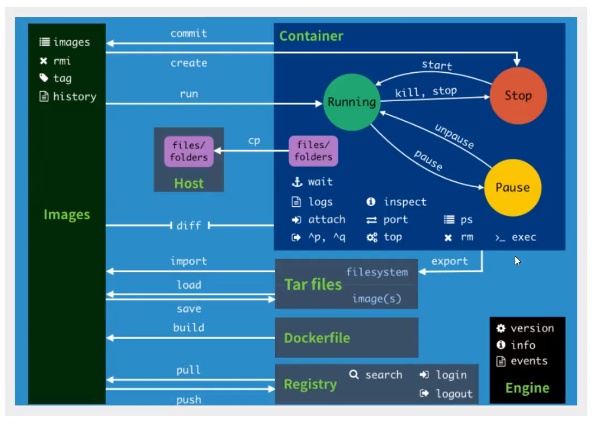 images
rmi
tag
history
Images
commit
create
run
cp
diff
import
load
save
build
pull
push
Container
Running
start
kill, stop
Stop
unpause
pause
Pause
files/
folders
Host
files/
folders
wait
logs
inspect
attach
port
ps
^p, ^q
top
rm
>_ exec
export
Tar files
filesystem
image(s)
Dockerfile
Registry
search
login
logout
version
info
events
Engine